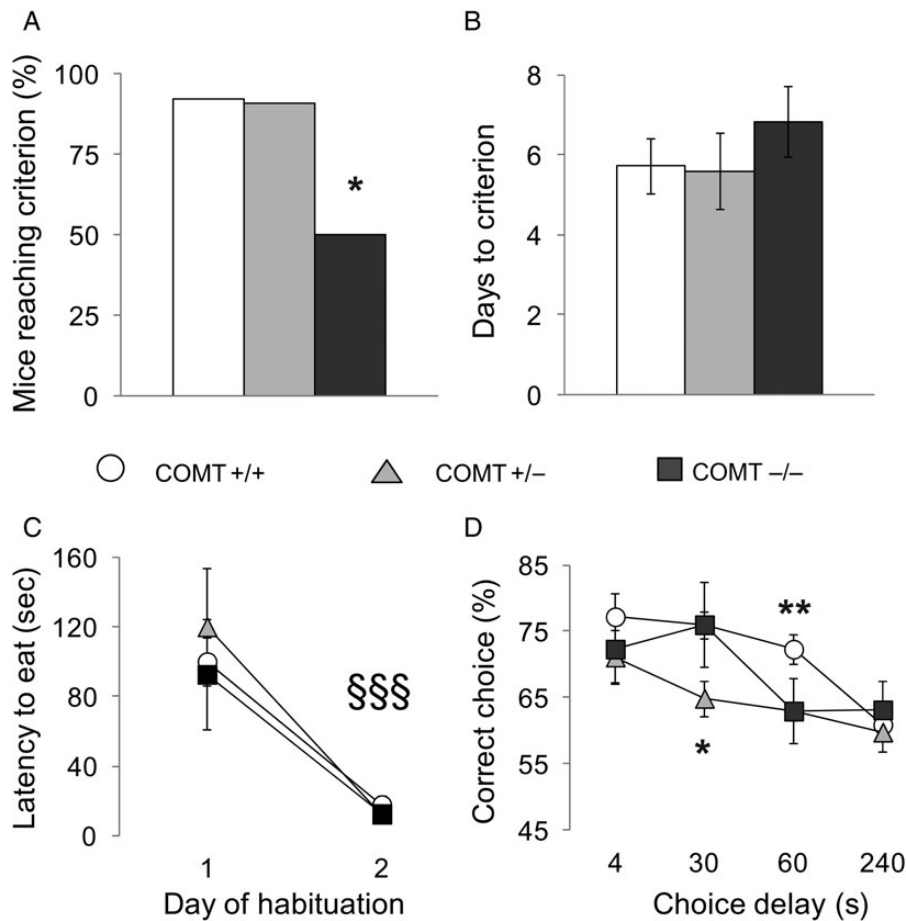 A
Mice reaching criterion (%)
100
75
50
25
0
*
B
Days to criterion
8
6
4
2
0
COMT +/+
COMT +/–
COMT –/–
C
Latency to eat (sec)
160
120
80
40
0
§§§
1
2
Day of habituation
D
Correct choice (%)
85
75
65
55
45
**
*
4
30
60
240
Choice delay (s)